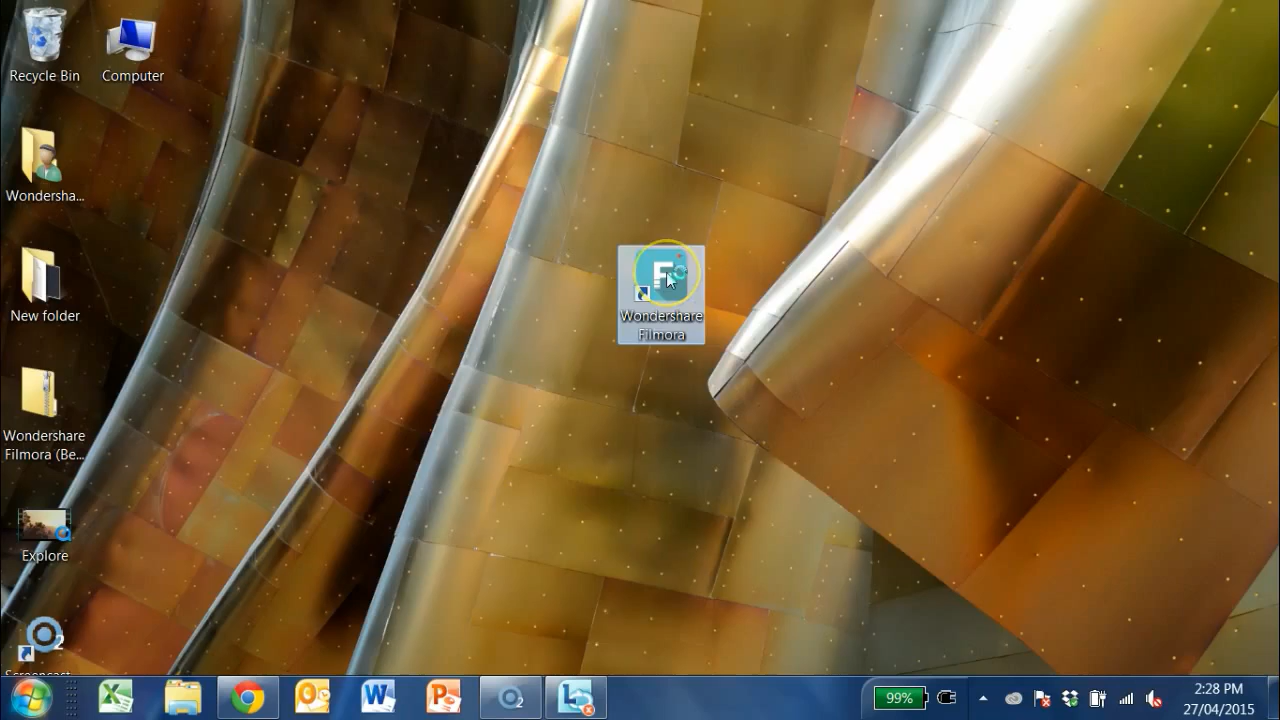 Recycle Bin
Computer
Wondersha...
New folder
Wondershare
Filmora (Be...
Explore
F
Wondershare
Filmora
2
99%
2:28 PM
27/04/2015